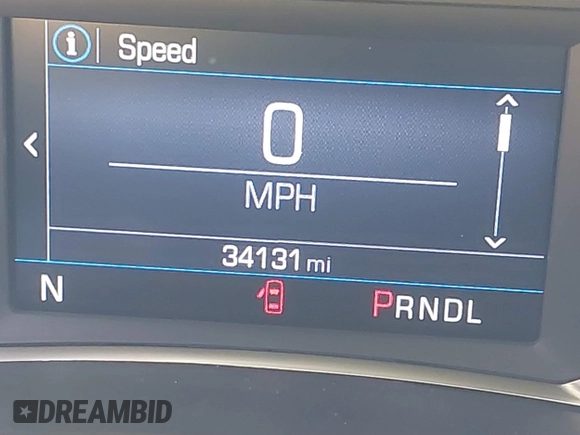 i Speed
0
MPH
34131 mi
N PRNDL
DREAMBID